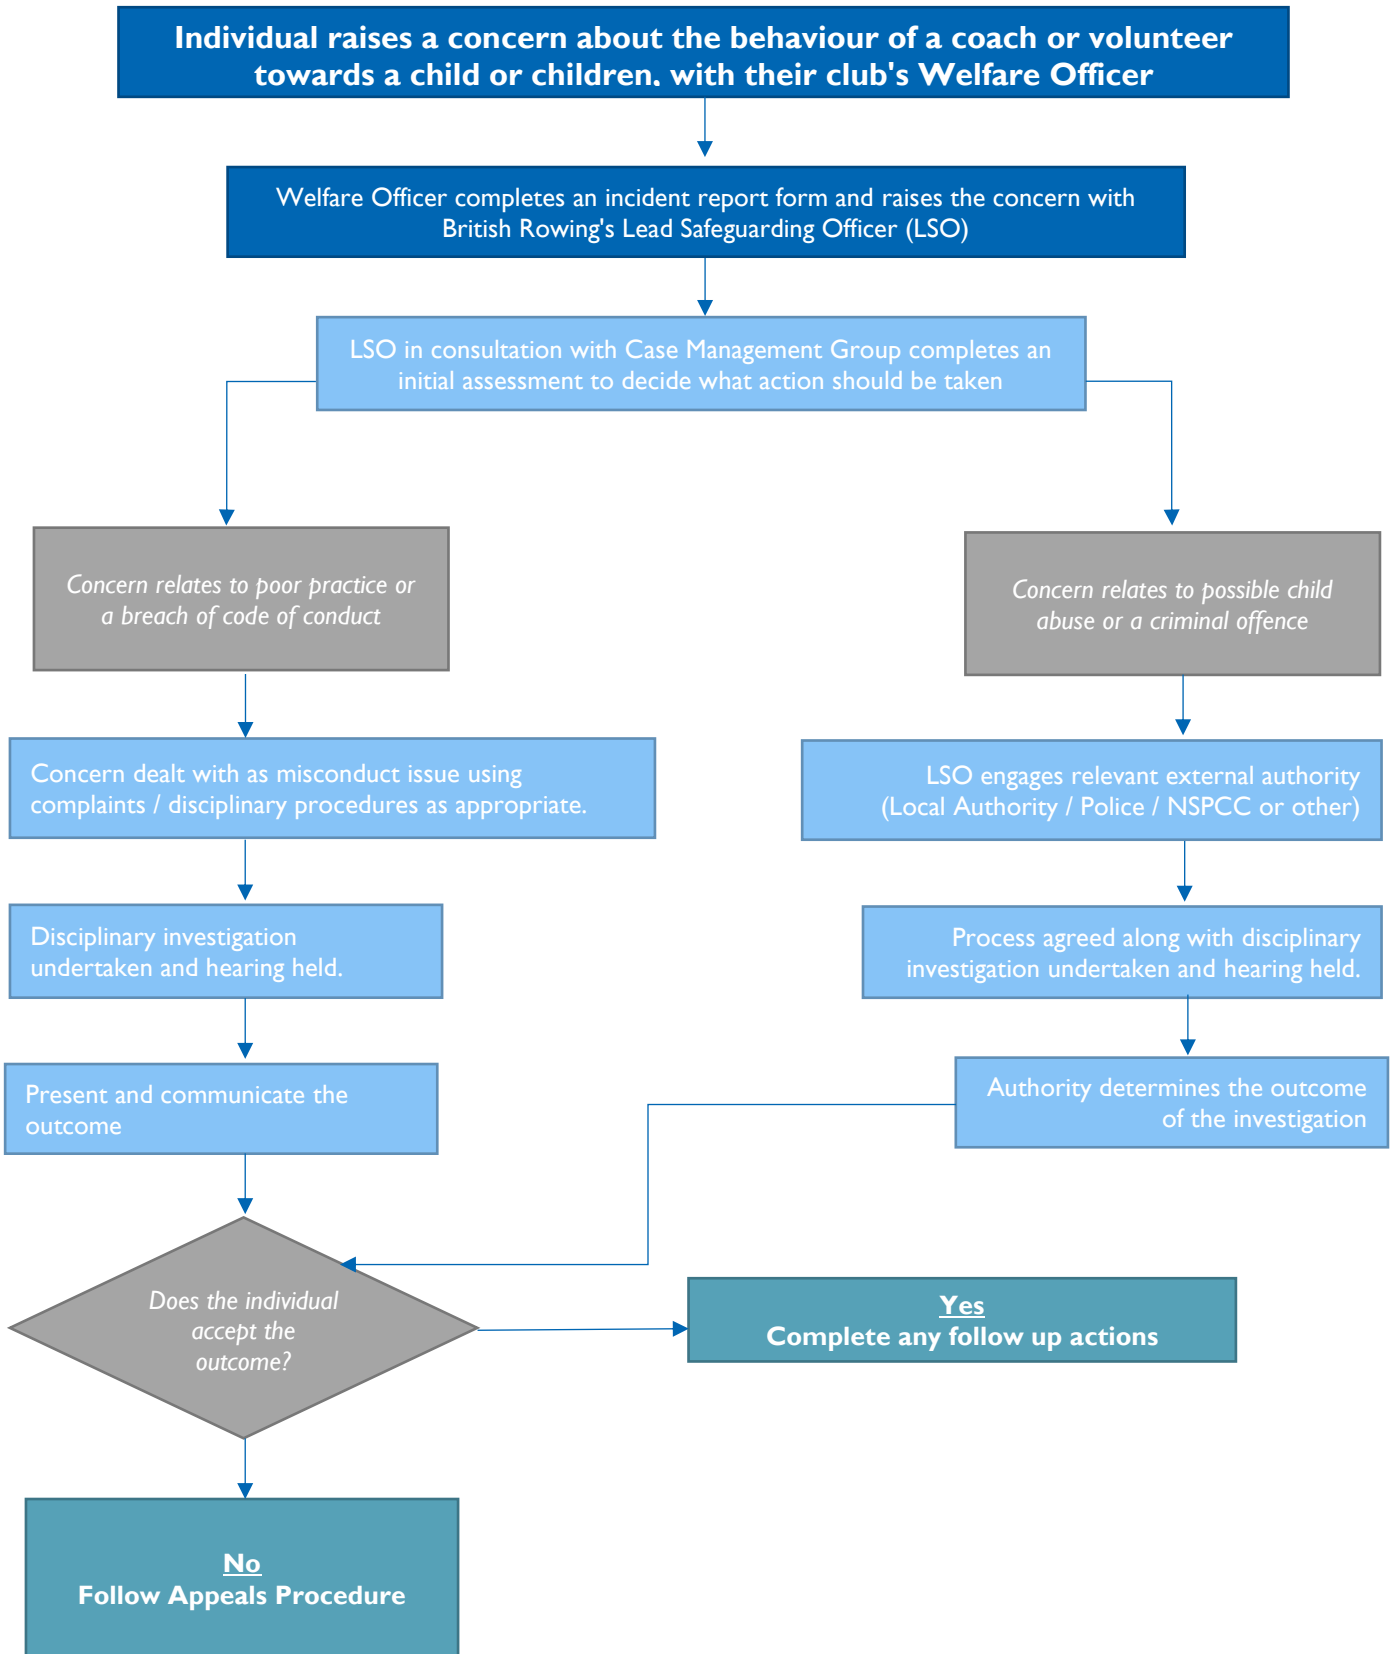 Individual raises a concern about the behaviour of a coach or volunteer
towards a child or children, with their club's Welfare Officer
Welfare Officer completes an incident report form and raises the concern with
British Rowing's Lead Safeguarding Officer (LSO)
LSO in consultation with Case Management Group completes an
initial assessment to decide what action should be taken
Concern relates to poor practice or
a breach of code of conduct
Concern relates to possible child
abuse or a criminal offence
Concern dealt with as misconduct issue using
complaints / disciplinary procedures as appropriate.
LSO engages relevant external authority
(Local Authority / Police / NSPCC or other)
Disciplinary investigation
undertaken and hearing held.
Process agreed along with disciplinary
investigation undertaken and hearing held.
Present and communicate the
outcome
Authority determines the outcome
of the investigation
Does the individual
accept the
outcome?
Yes
Complete any follow up actions
No
Follow Appeals Procedure